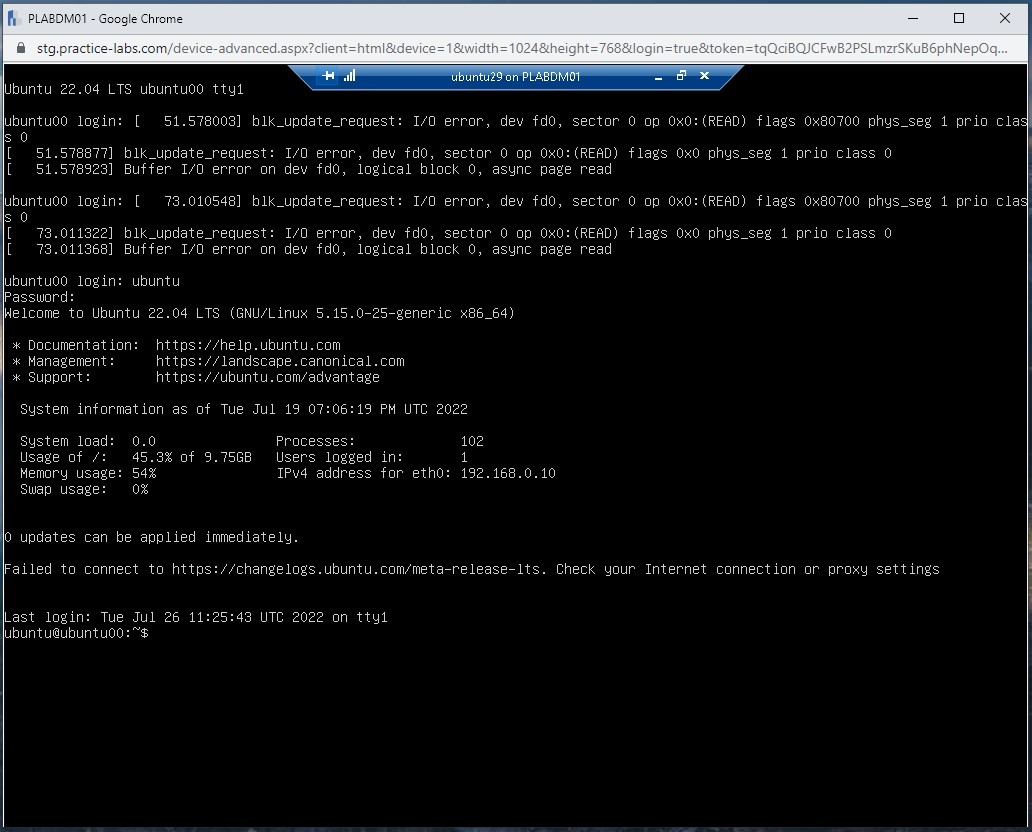 PLABDM01 - Google Chrome
stg.practice-labs.com/device-advanced.aspx?client=html&device=1&width=1024&height=768&login=true&token=tqQciBQJCFwB2PSLmzrSKuB6phNepOq...
ubuntu29 on PLABDM01
Ubuntu 22.04 LTS ubuntu00 tty1
ubuntu00 login: [   51.578003] blk_update_request: I/O error, dev fd0, sector 0 op 0x0:(READ) flags 0x80700 phys_seg 1 prio clas
s 0
[   51.578877] blk_update_request: I/O error, dev fd0, sector 0 op 0x0:(READ) flags 0x0 phys_seg 1 prio class 0
[   51.578923] Buffer I/O error on dev fd0, logical block 0, async page read
ubuntu00 login: [   73.010548] blk_update_request: I/O error, dev fd0, sector 0 op 0x0:(READ) flags 0x80700 phys_seg 1 prio clas
s 0
[   73.011322] blk_update_request: I/O error, dev fd0, sector 0 op 0x0:(READ) flags 0x0 phys_seg 1 prio class 0
[   73.011368] Buffer I/O error on dev fd0, logical block 0, async page read
ubuntu00 login: ubuntu
Password:
Welcome to Ubuntu 22.04 LTS (GNU/Linux 5.15.0-25-generic x86_64)
* Documentation:  https://help.ubuntu.com
* Management:     https://landscape.canonical.com
* Support:        https://ubuntu.com/advantage
System information as of Tue Jul 19 07:06:19 PM UTC 2022
System load:  0.0               Processes:             102
Usage of /:   45.3% of 9.75GB   Users logged in:       1
Memory usage: 54%               IPv4 address for eth0: 192.168.0.10
Swap usage:   0%
0 updates can be applied immediately.
Failed to connect to https://changelogs.ubuntu.com/meta-release-lts. Check your Internet connection or proxy settings
Last login: Tue Jul 26 11:25:43 UTC 2022 on tty1
ubuntu@ubuntu00:~$